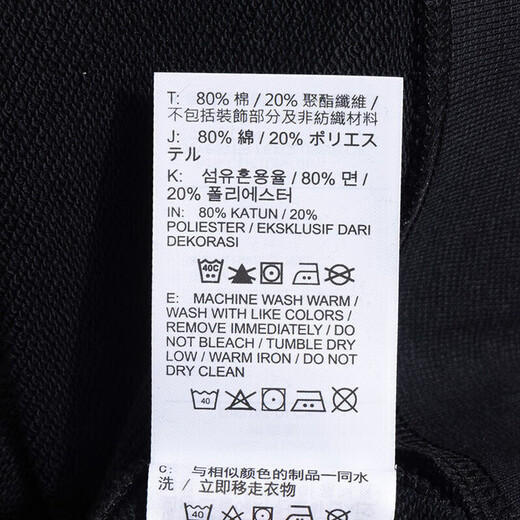 T: 80% 棉 / 20% 聚酯纖維 /
不包括裝飾部分及非紡織材料
J: 80% 綿 / 20% ポリエス
テル
K: 섬유혼용율 / 80% 면 /
20% 폴리에스터
IN: 80% KATUN / 20%
POLIESTER / EKSKLUSIF DARI
DEKORASI
40C
E: MACHINE WASH WARM /
WASH WITH LIKE COLORS /
REMOVE IMMEDIATELY / DO
NOT BLEACH / TUMBLE DRY
LOW / WARM IRON / DO NOT
DRY CLEAN
40
C: 与相似颜色的制品一同水
洗 / 立即移走衣物
40